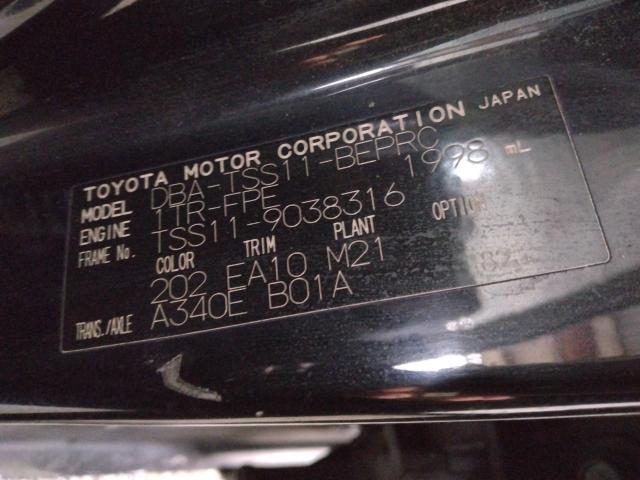 TOYOTA MOTOR CORPORATION JAPAN
MODEL DBA-TSS11-BEPRC
ENGINE 1TR-FPE 1998 mL
FRAME No. TSS11-9038316
COLOR TRIM PLANT OPTION
202 EA10 M21
TRANS./AXLE A340E B01A